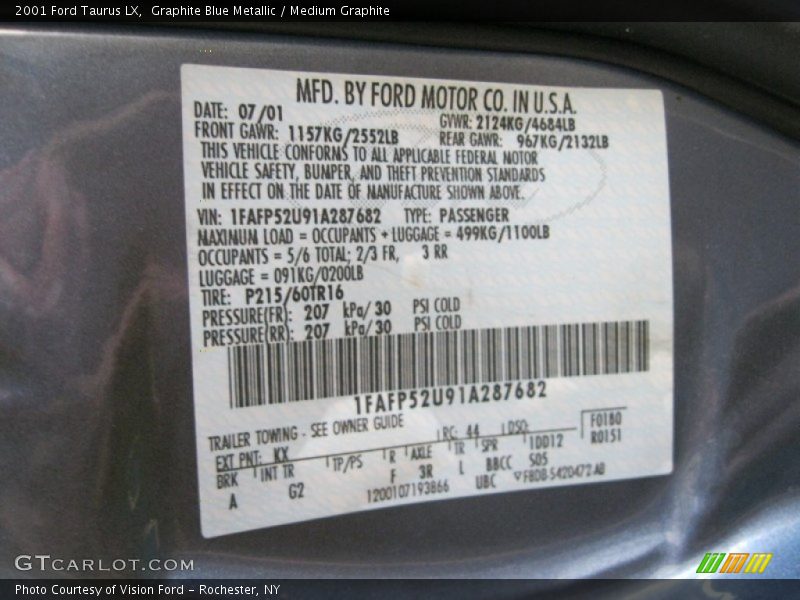 2001 Ford Taurus LX, Graphite Blue Metallic / Medium Graphite
MFD. BY FORD MOTOR CO. IN U.S.A.
DATE: 07/01 GVWR: 2124KG/4684LB
FRONT GAWR: 1157KG/2552LB REAR GAWR: 967KG/2132LB
THIS VEHICLE CONFORMS TO ALL APPLICABLE FEDERAL MOTOR
VEHICLE SAFETY, BUMPER, AND THEFT PREVENTION STANDARDS
IN EFFECT ON THE DATE OF MANUFACTURE SHOWN ABOVE.
VIN: 1FAFP52U91A287682 TYPE: PASSENGER
MAXIMUM LOAD = OCCUPANTS + LUGGAGE = 499KG/1100LB
OCCUPANTS = 5/6 TOTAL; 2/3 FR, 3 RR
LUGGAGE = 091KG/0200LB
TIRE: P215/60TR16
PRESSURE(FR): 207 kPa/30 PSI COLD
PRESSURE(RR): 207 kPa/30 PSI COLD
1FAFP52U91A287682
TRAILER TOWING - SEE OWNER GUIDE
EXT PNT: KX RC: 44 DSO: F0180
BRK INT TR TP/PS R AXLE TR SPR 10D12 R0151
A G2 F 3R L BBCC S05
1200107193866 UBC F8DB-5420472-AB
GTCARLOT.COM
Photo Courtesy of Vision Ford – Rochester, NY